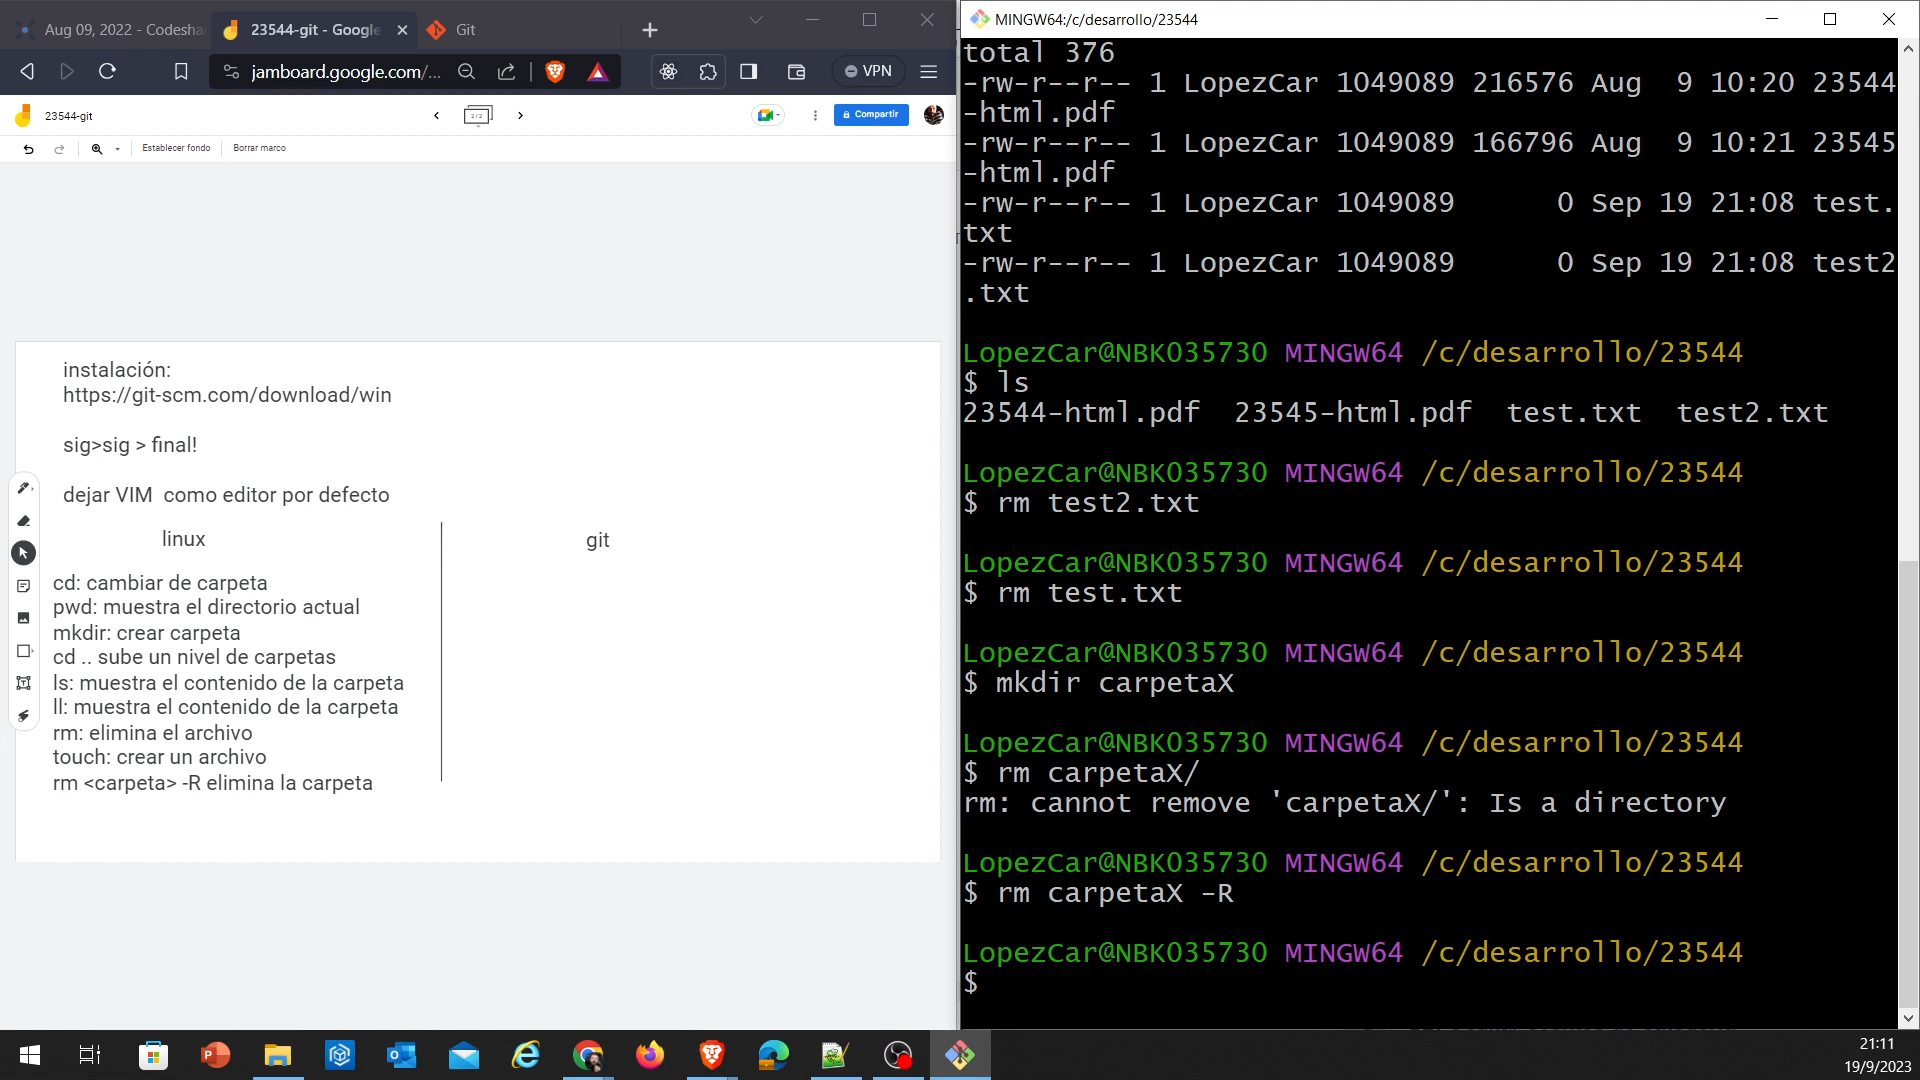 Aug 09, 2022 - Codesha
23544-git - Google
Git
jamboard.google.com/...
VPN
23544-git
2/2
Compartir
Establecer fondo
Borrar marco
instalación:
https://git-scm.com/download/win
sig>sig > final!
dejar VIM  como editor por defecto
linux
git
cd: cambiar de carpeta
pwd: muestra el directorio actual
mkdir: crear carpeta
cd .. sube un nivel de carpetas
ls: muestra el contenido de la carpeta
ll: muestra el contenido de la carpeta
rm: elimina el archivo
touch: crear un archivo
rm <carpeta> -R elimina la carpeta
MINGW64:/c/desarrollo/23544
total 376
-rw-r--r-- 1 LopezCar 1049089 216576 Aug  9 10:20 23544
-html.pdf
-rw-r--r-- 1 LopezCar 1049089 166796 Aug  9 10:21 23545
-html.pdf
-rw-r--r-- 1 LopezCar 1049089      0 Sep 19 21:08 test.
txt
-rw-r--r-- 1 LopezCar 1049089      0 Sep 19 21:08 test2
.txt
LopezCar@NBK035730 MINGW64 /c/desarrollo/23544
$ ls
23544-html.pdf  23545-html.pdf  test.txt  test2.txt
LopezCar@NBK035730 MINGW64 /c/desarrollo/23544
$ rm test2.txt
LopezCar@NBK035730 MINGW64 /c/desarrollo/23544
$ rm test.txt
LopezCar@NBK035730 MINGW64 /c/desarrollo/23544
$ mkdir carpetaX
LopezCar@NBK035730 MINGW64 /c/desarrollo/23544
$ rm carpetaX/
rm: cannot remove 'carpetaX/': Is a directory
LopezCar@NBK035730 MINGW64 /c/desarrollo/23544
$ rm carpetaX -R
LopezCar@NBK035730 MINGW64 /c/desarrollo/23544
$
21:11
19/9/2023